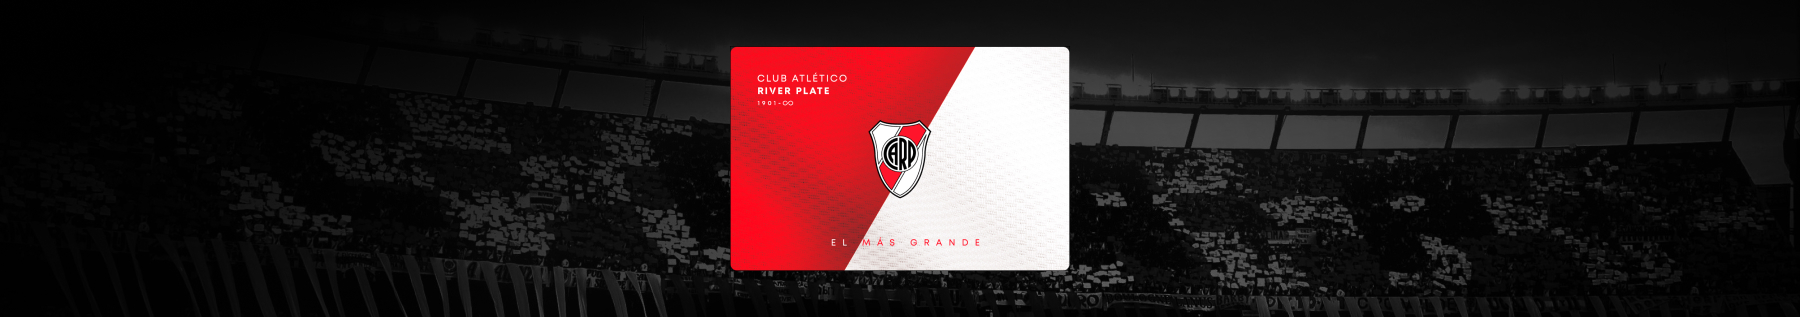 CLUB ATLÉTICO
RIVER PLATE
1901-∞
CARP
EL MÁS GRANDE